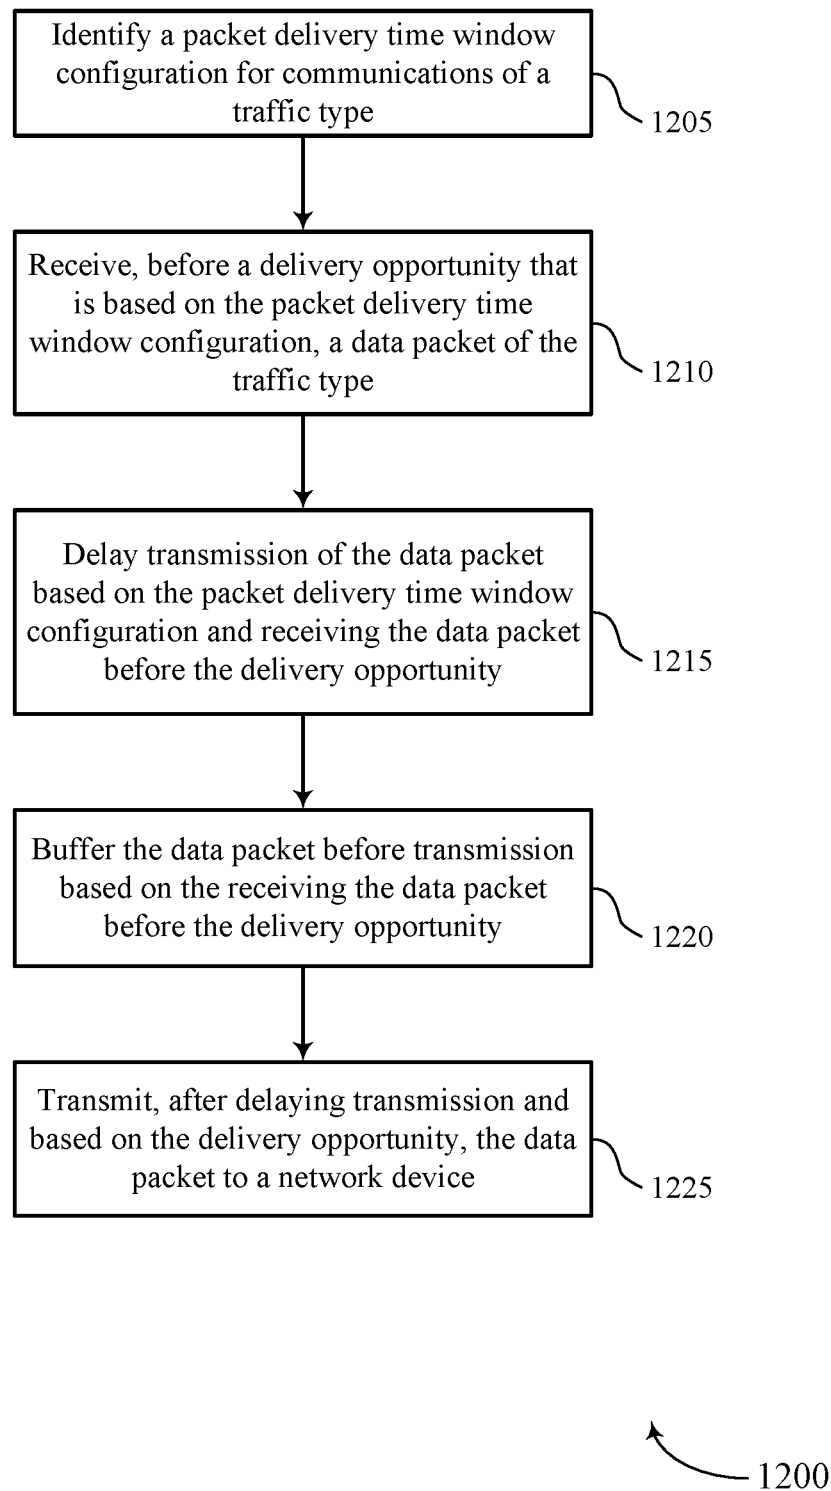 Identify a packet delivery time window
configuration for communications of a
traffic type
1205
Receive, before a delivery opportunity that
is based on the packet delivery time
window configuration, a data packet of the
traffic type
1210
Delay transmission of the data packet
based on the packet delivery time window
configuration and receiving the data packet
before the delivery opportunity
1215
Buffer the data packet before transmission
based on the receiving the data packet
before the delivery opportunity
1220
Transmit, after delaying transmission and
based on the delivery opportunity, the data
packet to a network device
1225
1200